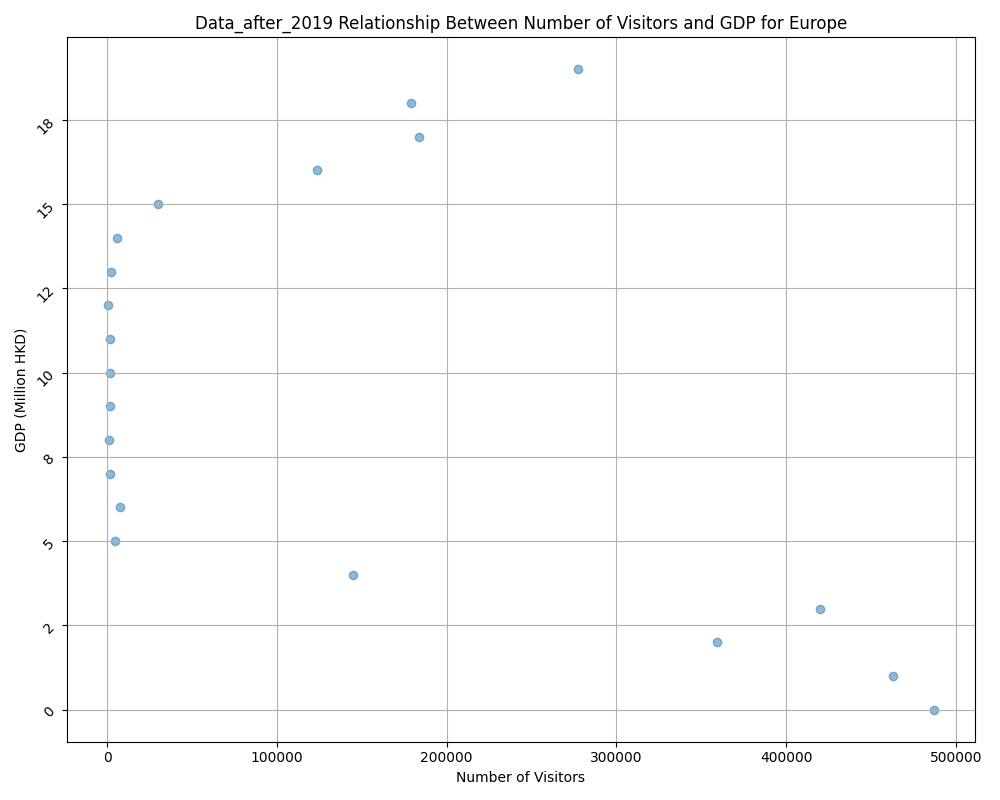 Data_after_2019 Relationship Between Number of Visitors and GDP for Europe
GDP (Million HKD)
18
15
12
10
8
5
2
0
0 100000 200000 300000 400000 500000
Number of Visitors